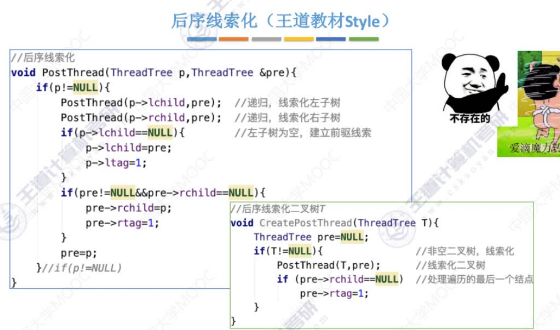 后序线索化（王道教材Style）
//后序线索化
void PostThread(ThreadTree p,ThreadTree &pre){
if(p!=NULL){
PostThread(p->lchild,pre); //递归，线索化左子树
PostThread(p->rchild,pre); //递归，线索化右子树
if(p->lchild==NULL){ //左子树为空，建立前驱线索
p->lchild=pre;
p->ltag=1;
}
if(pre!=NULL&&pre->rchild==NULL){
pre->rchild=p;
pre->rtag=1;
}
pre=p;
}//if(p!=NULL)
}
//后序线索化二叉树T
void CreatePostThread(ThreadTree T){
ThreadTree pre=NULL;
if(T!=NULL){ //非空二叉树，线索化
PostThread(T,pre); //线索化二叉树
if (pre->rchild==NULL) //处理遍历的最后一个结点
pre->rtag=1;
}
}
不存在的
爱滴魔力